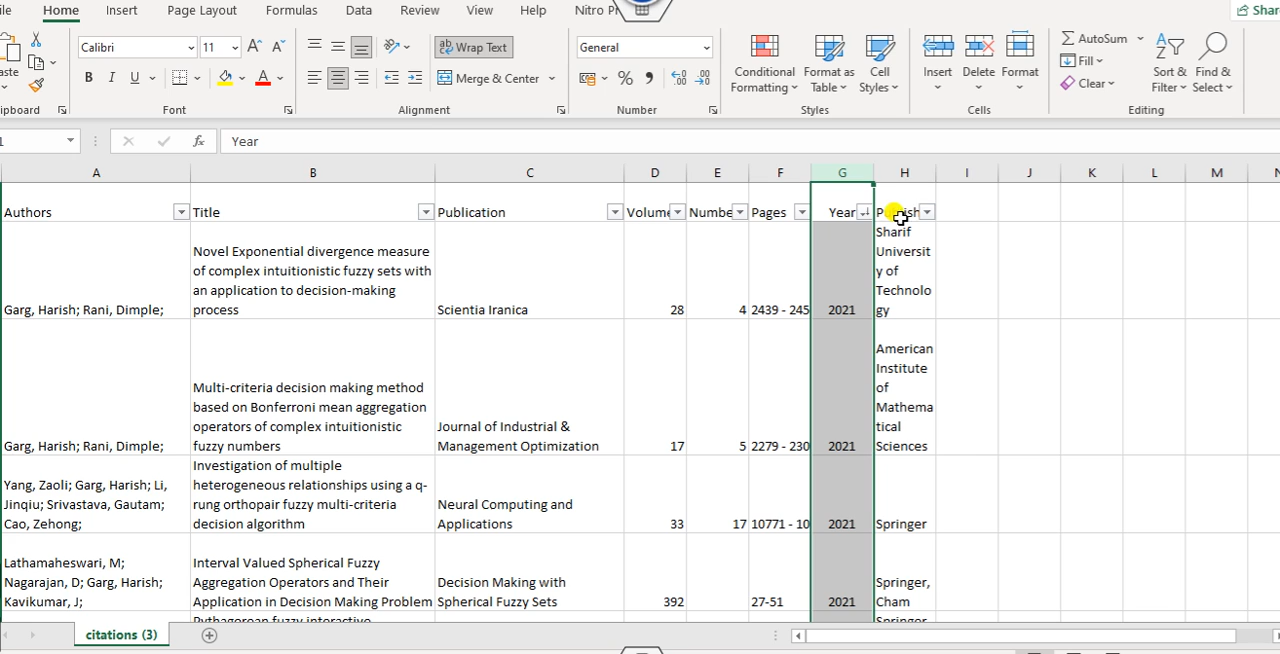 ile Home Insert Page Layout Formulas Data Review View Help Nitro Pr Shar
Calibri 11 A^ A˅ ab Wrap Text General AutoSum
aste B I U A Merge & Center % 9 Conditional Formatting Format as Table Cell Styles Insert Delete Format Fill Clear Sort & Filter Find & Select
ipboard Font Alignment Number Styles Cells Editing
1 fx Year
A B C D E F G H I J K L M N
Authors Title Publication Volume Numbe Pages Year Publish
Garg, Harish; Rani, Dimple;
Novel Exponential divergence measure
of complex intuitionistic fuzzy sets with
an application to decision-making
process
Scientia Iranica
28 4 2439 - 245 2021
Sharif
Universit
y of
Technolo
gy
Garg, Harish; Rani, Dimple;
Multi-criteria decision making method
based on Bonferroni mean aggregation
operators of complex intuitionistic
fuzzy numbers
Journal of Industrial &
Management Optimization
17 5 2279 - 230 2021
American
Institute
of
Mathema
tical
Sciences
Yang, Zaoli; Garg, Harish; Li,
Jinqiu; Srivastava, Gautam;
Cao, Zehong;
Investigation of multiple
heterogeneous relationships using a q-
rung orthopair fuzzy multi-criteria
decision algorithm
Neural Computing and
Applications
33 17 10771 - 10 2021
Springer
Lathamaheswari, M;
Nagarajan, D; Garg, Harish;
Kavikumar, J;
Interval Valued Spherical Fuzzy
Aggregation Operators and Their
Application in Decision Making Problem
Decision Making with
Spherical Fuzzy Sets
392 27-51 2021
Springer,
Cham
Pythagorean fuzzy interactive
Springer
citations (3)